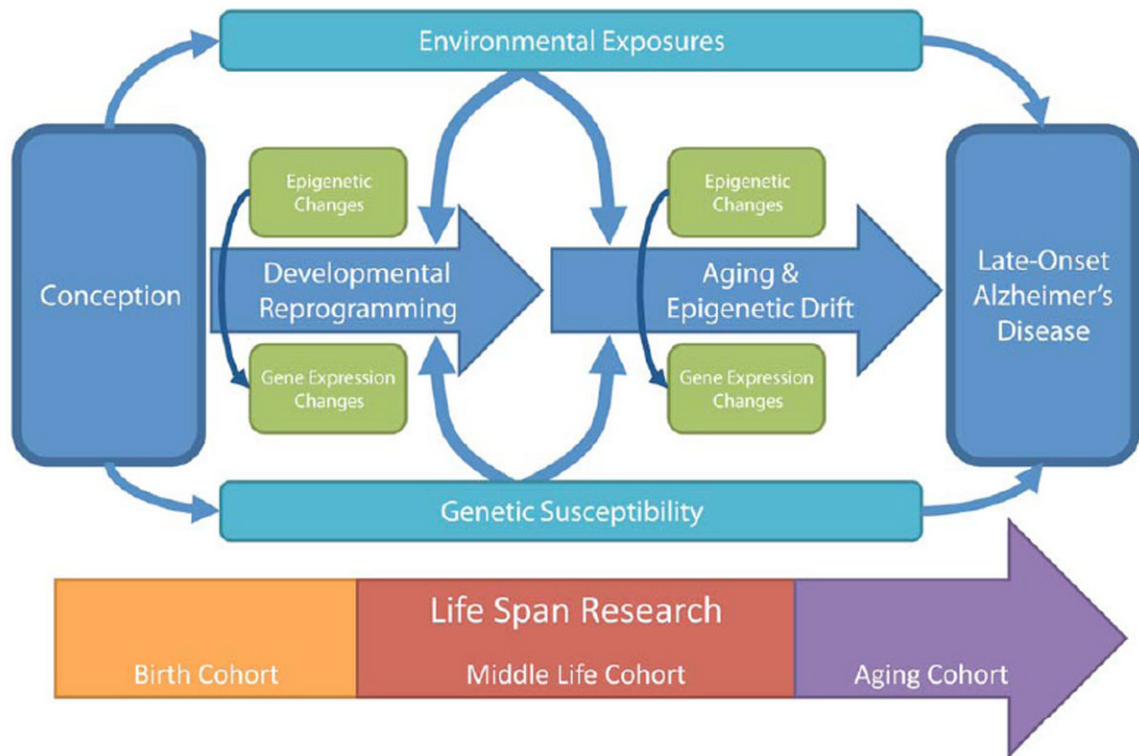 Environmental Exposures
Conception
Epigenetic
Changes
Developmental
Reprogramming
Gene Expression
Changes
Epigenetic
Changes
Aging &
Epigenetic Drift
Gene Expression
Changes
Late-Onset
Alzheimer's
Disease
Genetic Susceptibility
Life Span Research
Birth Cohort
Middle Life Cohort
Aging Cohort